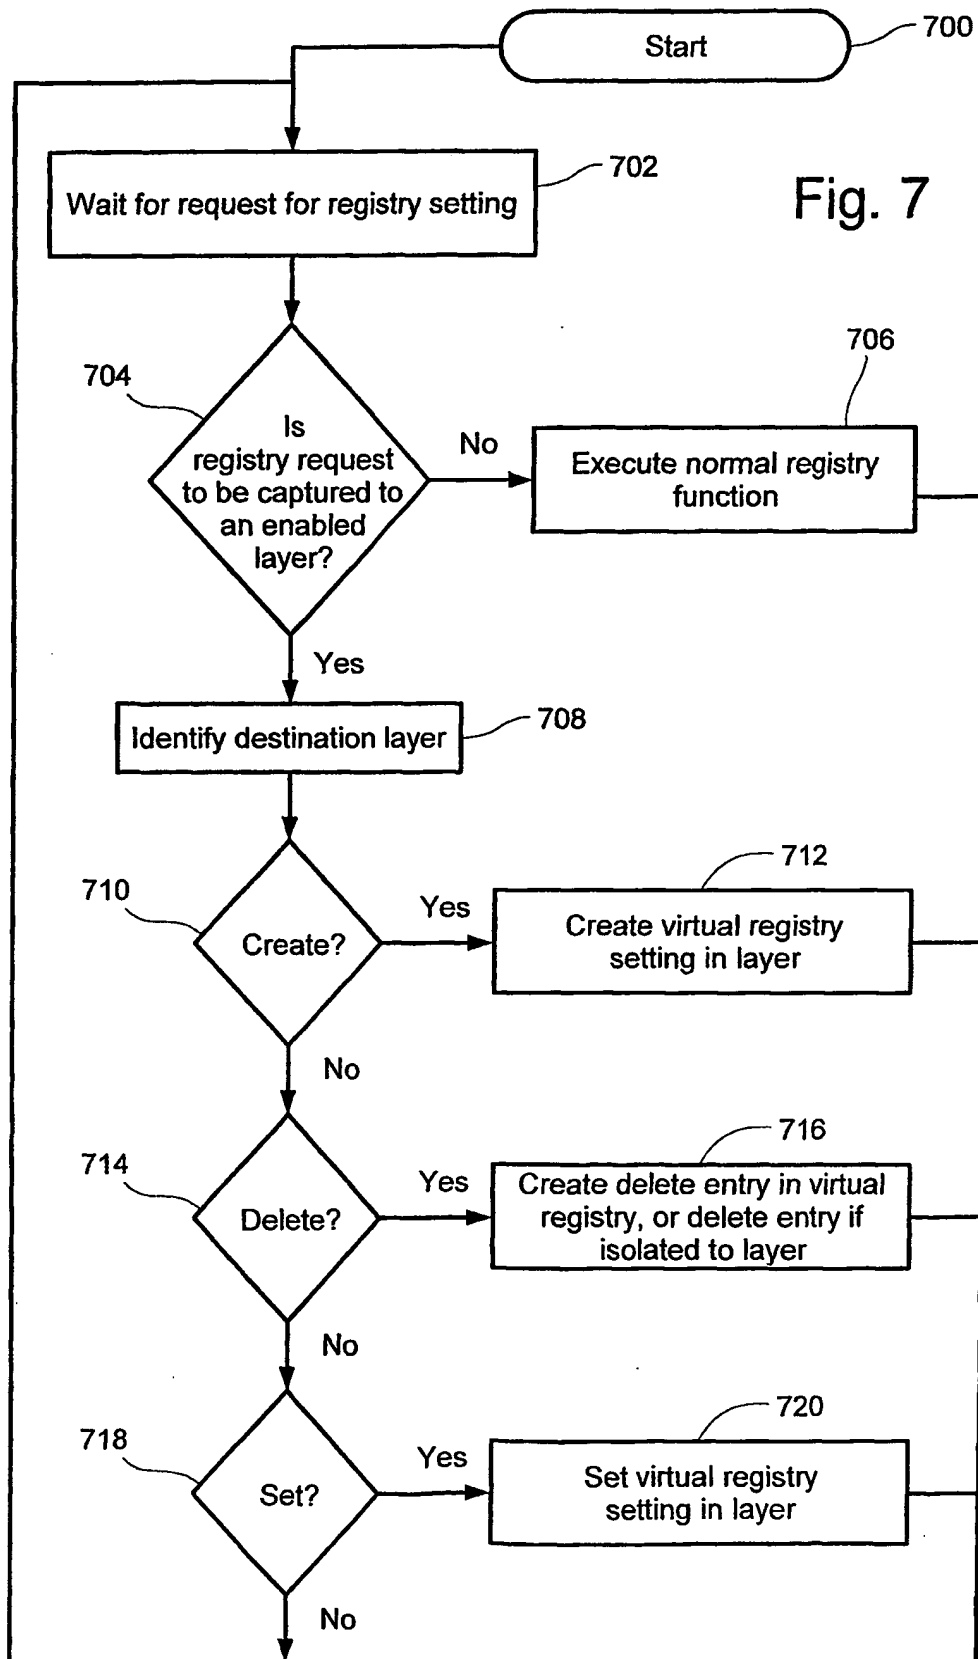 Start
700
702
Wait for request for registry setting
Fig. 7
704
Is
registry request
to be captured to
an enabled
layer?
No
706
Execute normal registry
function
Yes
708
Identify destination layer
710
Create?
Yes
712
Create virtual registry
setting in layer
No
714
Delete?
Yes
716
Create delete entry in virtual
registry, or delete entry if
isolated to layer
No
718
Set?
Yes
720
Set virtual registry
setting in layer
No